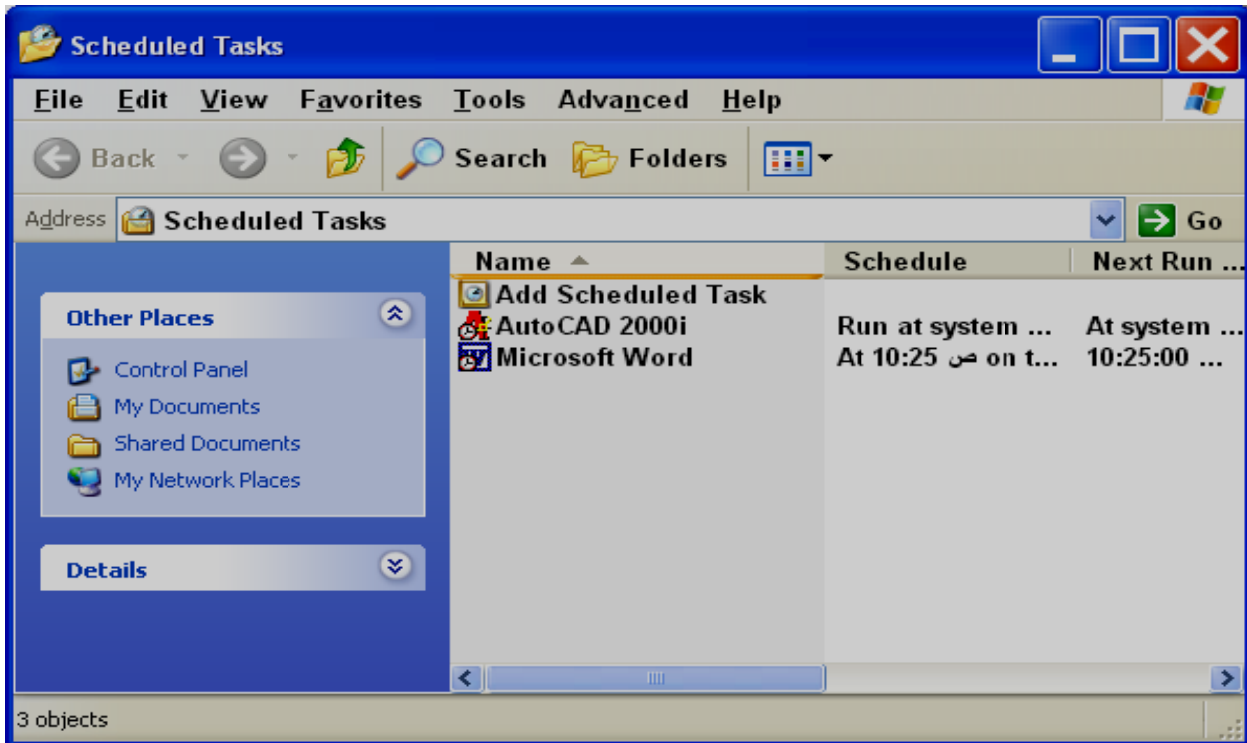 Scheduled Tasks
File Edit View Favorites Tools Advanced Help
Back Search Folders
Address Scheduled Tasks Go
Name Schedule Next Run ...
Other Places
Control Panel
My Documents
Shared Documents
My Network Places
Details
Add Scheduled Task
AutoCAD 2000i Run at system ... At system ...
Microsoft Word At 10:25 ص on t... 10:25:00 ...
3 objects